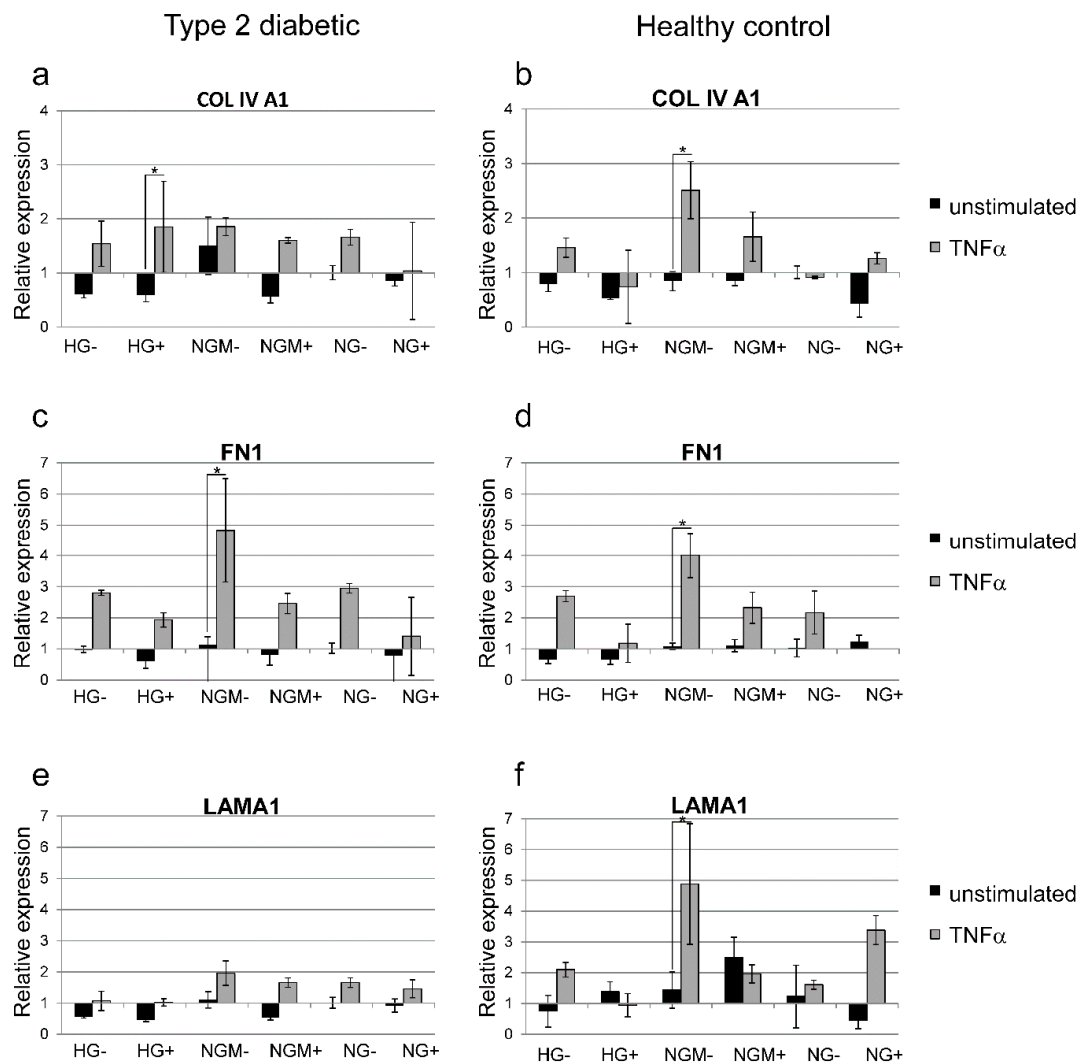 Type 2 diabetic
Healthy control
a
COL IV A1
Relative expression
4
3
2
1
0
*
HG- HG+ NGM- NGM+ NG- NG+
b
COL IV A1
Relative expression
4
3
2
1
0
*
HG- HG+ NGM- NGM+ NG- NG+
unstimulated
TNFα
c
FN1
Relative expression
7
6
5
4
3
2
1
0
*
HG- HG+ NGM- NGM+ NG- NG+
d
FN1
Relative expression
7
6
5
4
3
2
1
0
*
HG- HG+ NGM- NGM+ NG- NG+
unstimulated
TNFα
e
LAMA1
Relative expression
7
6
5
4
3
2
1
0
HG- HG+ NGM- NGM+ NG- NG+
f
LAMA1
Relative expression
7
6
5
4
3
2
1
0
*
HG- HG+ NGM- NGM+ NG- NG+
unstimulated
TNFα